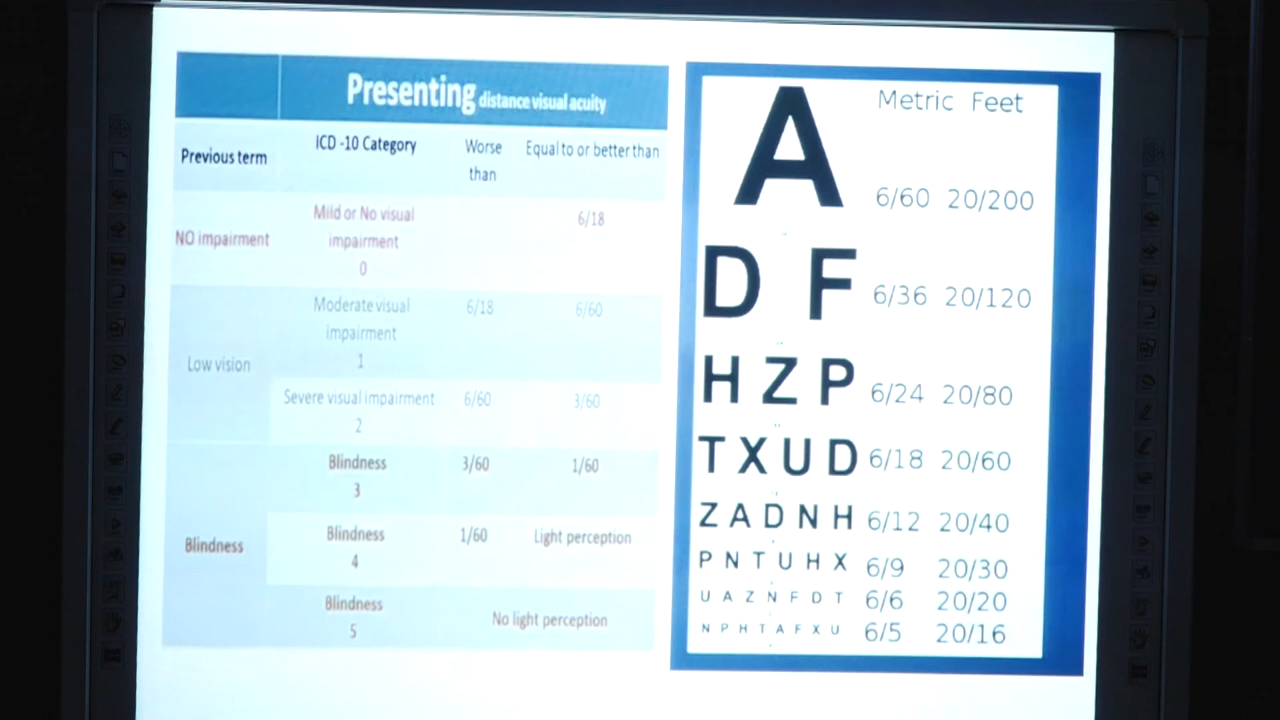 Presenting distance visual acuity
Previous term ICD -10 Category Worse than Equal to or better than
NO impairment Mild or No visual impairment 0 6/18
Low vision Moderate visual impairment 1 6/18 6/60
Severe visual impairment 2 6/60 3/60
Blindness Blindness 3 3/60 1/60
Blindness 4 1/60 Light perception
Blindness 5 No light perception
Metric Feet
A 6/60 20/200
D F 6/36 20/120
H Z P 6/24 20/80
T X U D 6/18 20/60
Z A D N H 6/12 20/40
P N T U H X 6/9 20/30
U A Z N F D T 6/6 20/20
N P H T A F X U 6/5 20/16